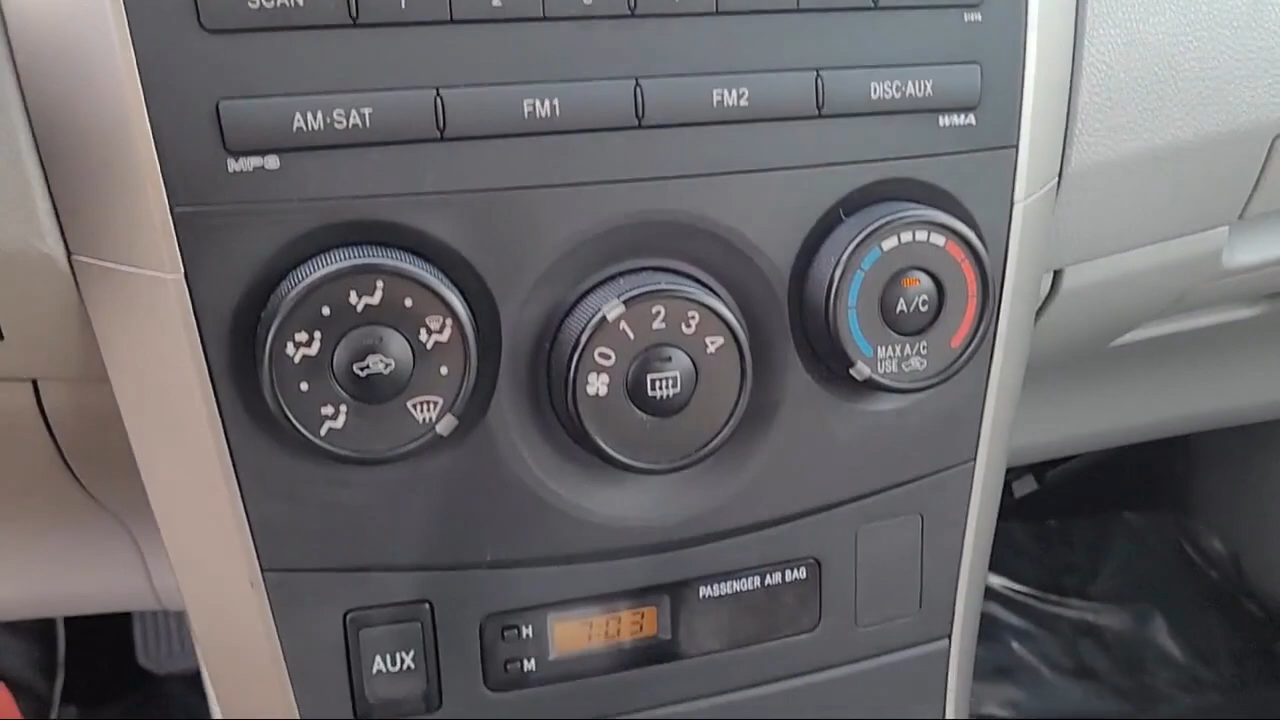 SCAN
AM·SAT FM1 FM2 DISC·AUX
MP3 WMA
0 1 2 3 4
A/C
MAX A/C
USE
PASSENGER AIR BAG
H 7:03
M
AUX